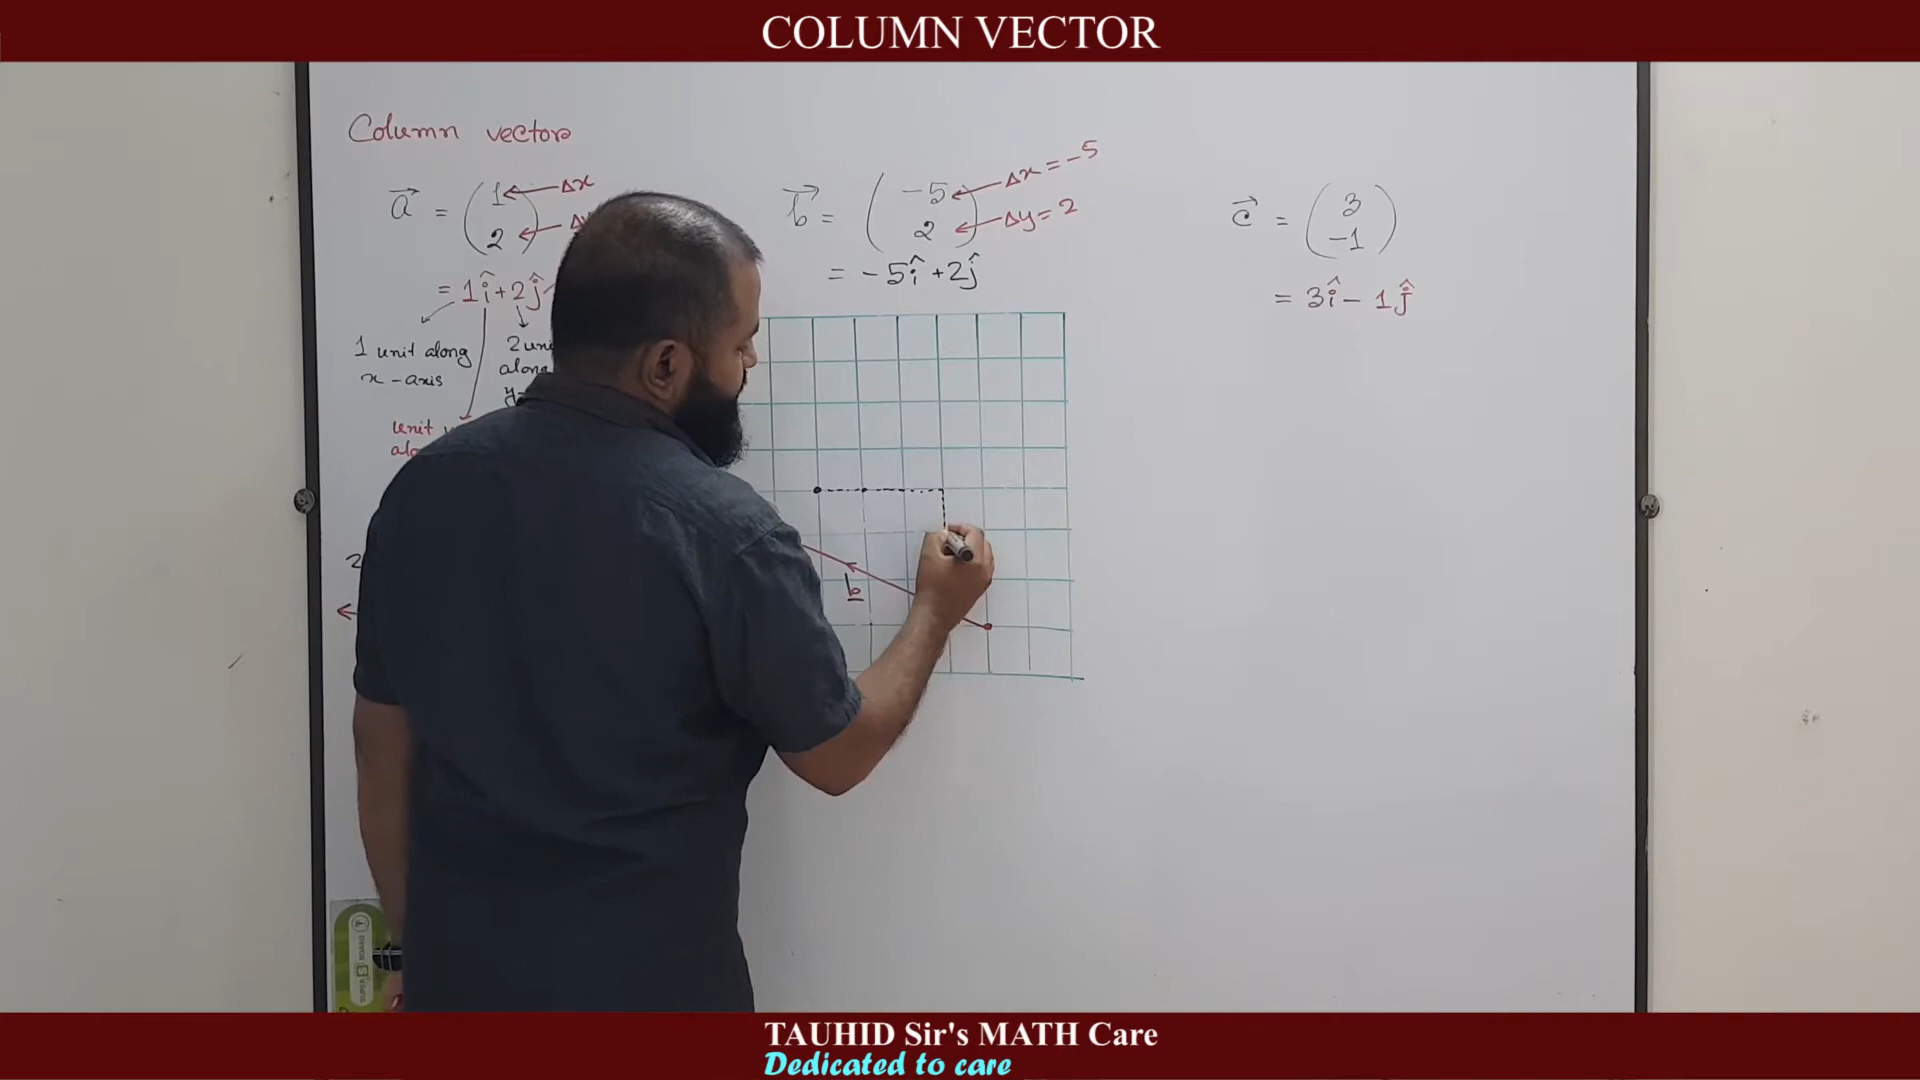 COLUMN VECTOR
Column vector
a⃗ = (1 2) ← Δx
= 1î + 2ĵ
1 unit along
x-axis
2
along
unit
b⃗ = (-5 2) ← Δx = -5
← Δy = 2
= -5î + 2ĵ
b
c⃗ = (3 -1)
= 3î - 1ĵ
2
TAUHID Sir's MATH Care
Dedicated to care